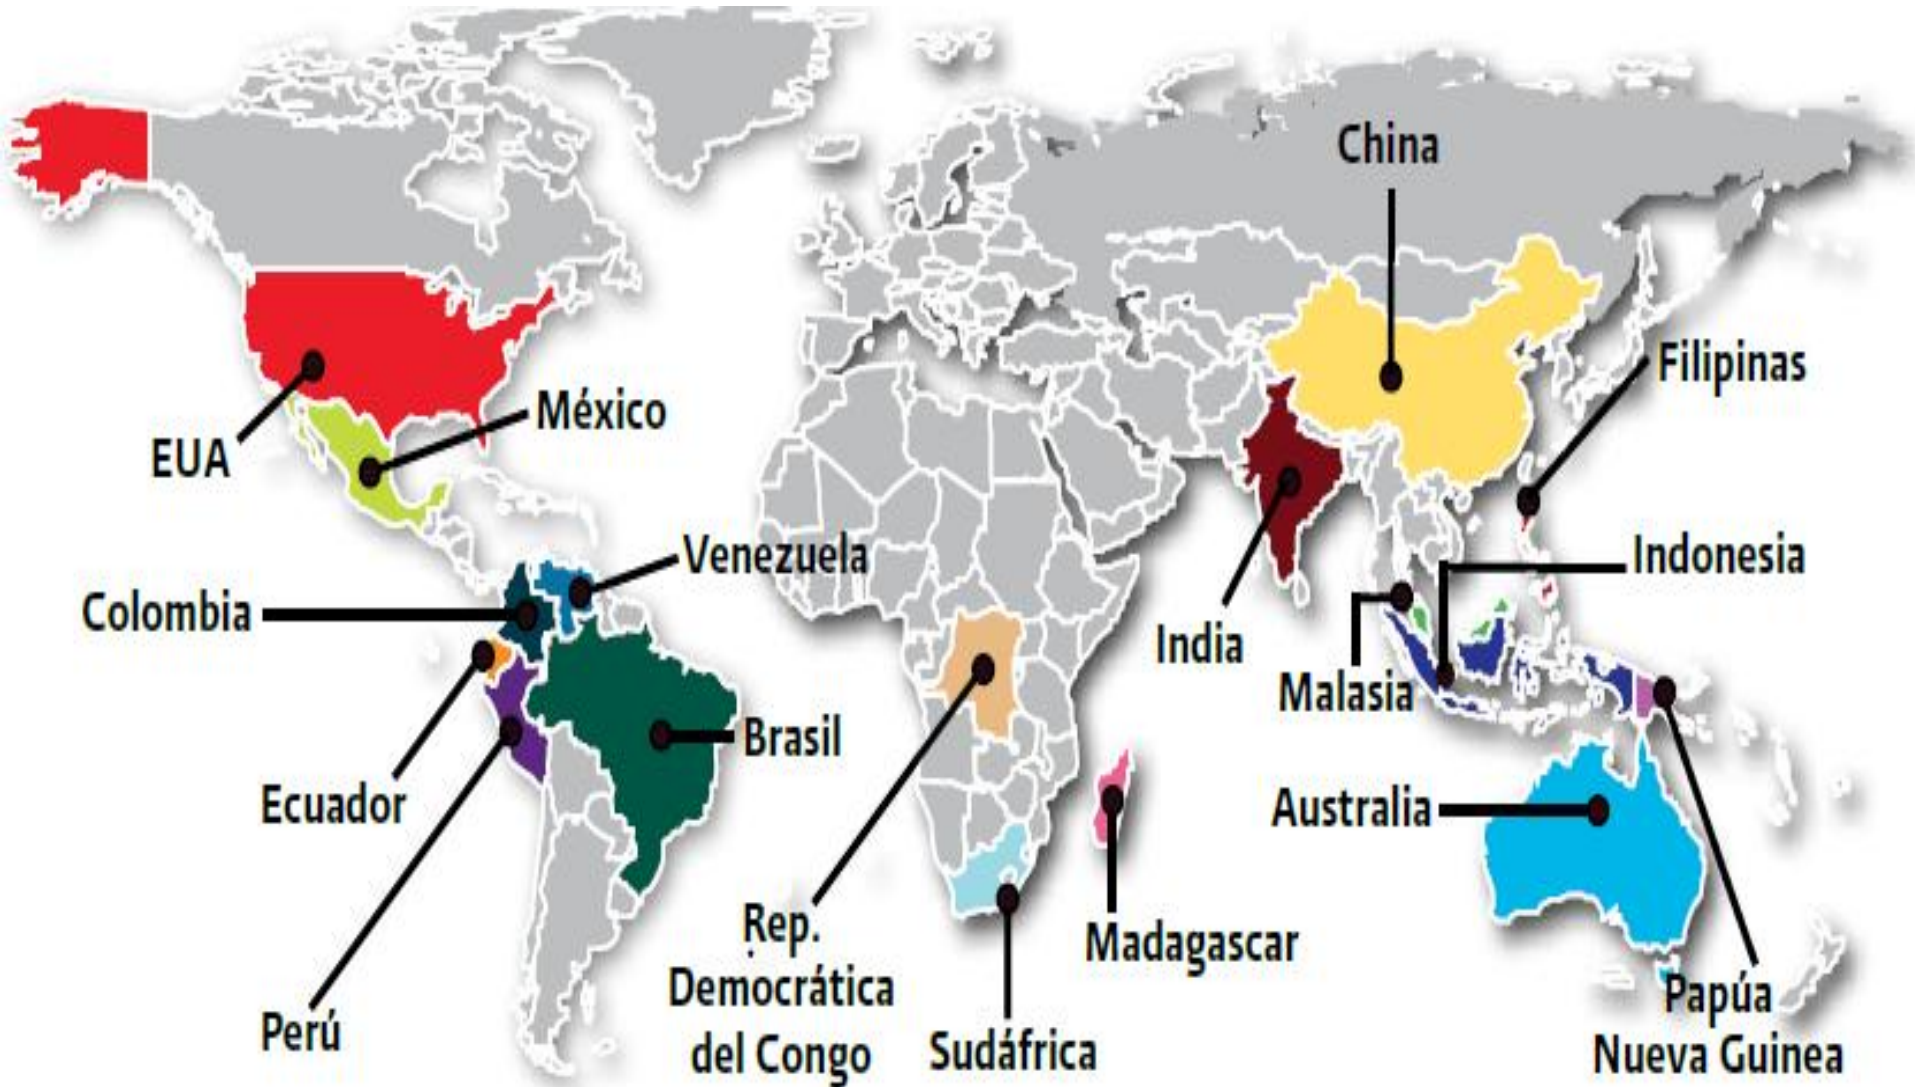 China
Filipinas
México
EUA
Venezuela
Indonesia
Colombia
India
Malasia
Brasil
Ecuador
Australia
Rep.
Democrática
del Congo
Madagascar
Perú
Sudáfrica
Papúa
Nueva Guinea